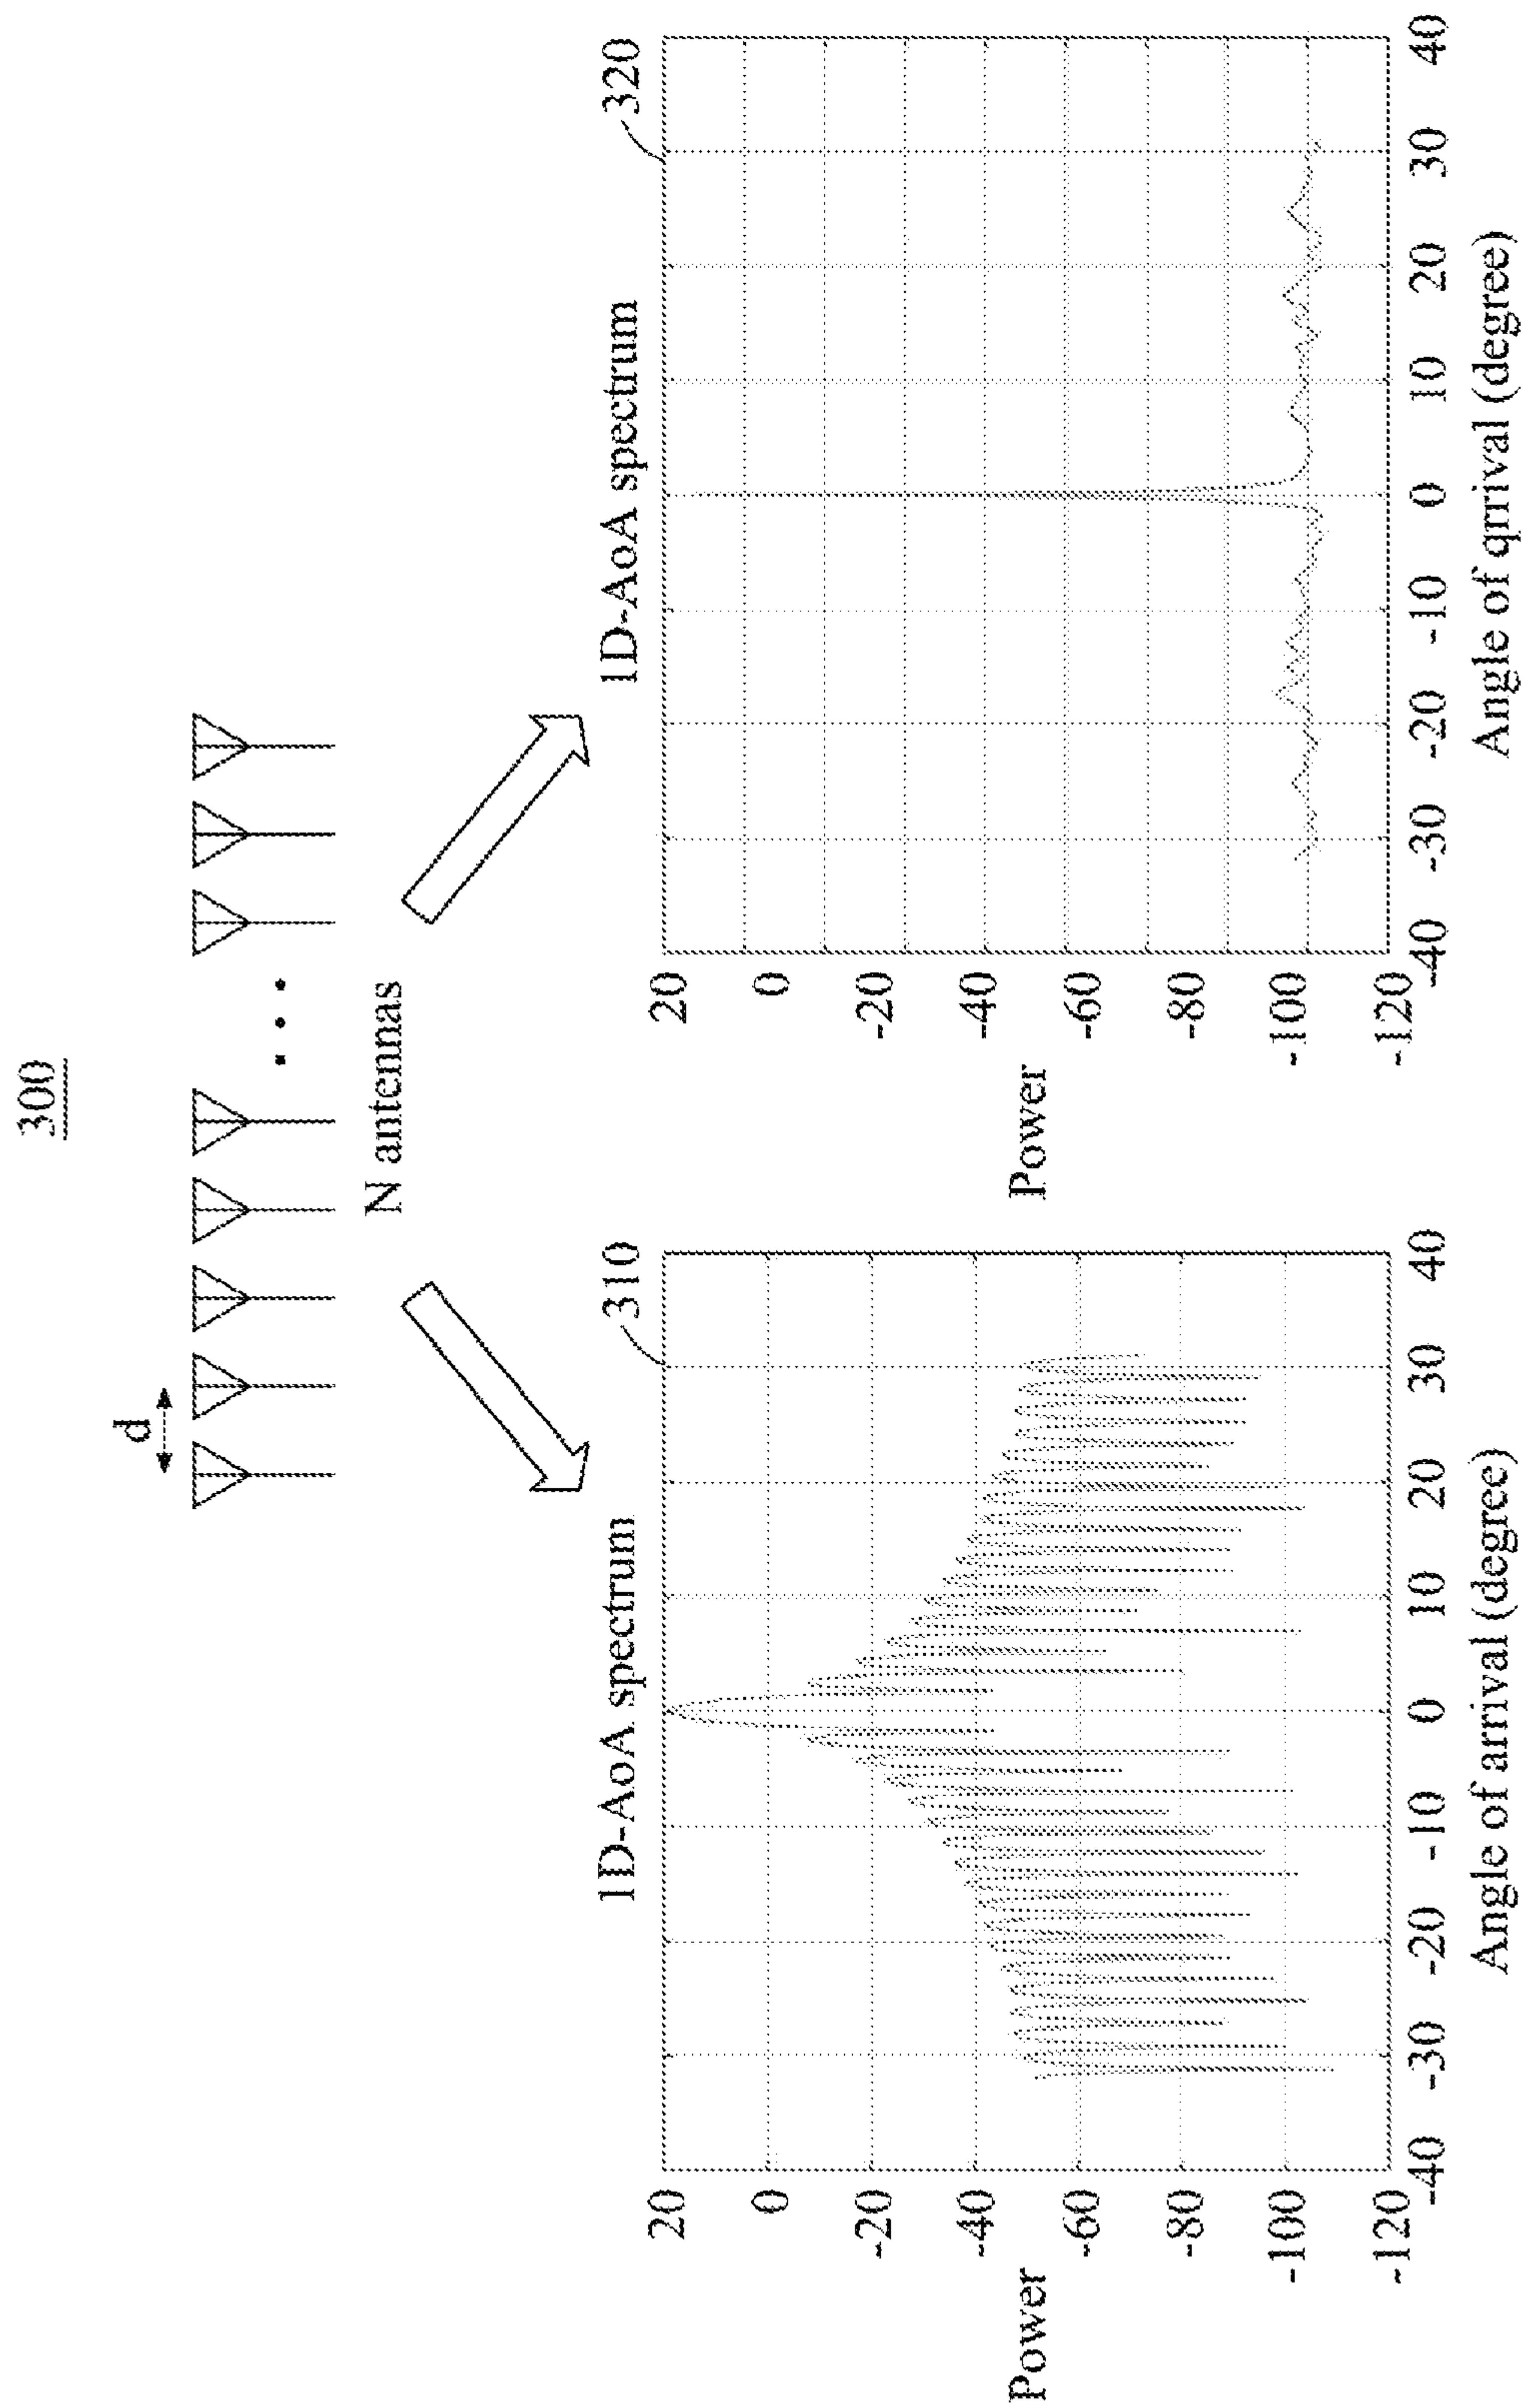 300
d
N antennas
1D-AoA spectrum
310
Power
20
0
-20
-40
-60
-80
-100
-120
-40 -30 -20 -10 0 10 20 30 40
Angle of arrival (degree)
1D-AoA spectrum
320
Power
20
0
-20
-40
-60
-80
-100
-120
-40 -30 -20 -10 0 10 20 30 40
Angle of qrrival (degree)